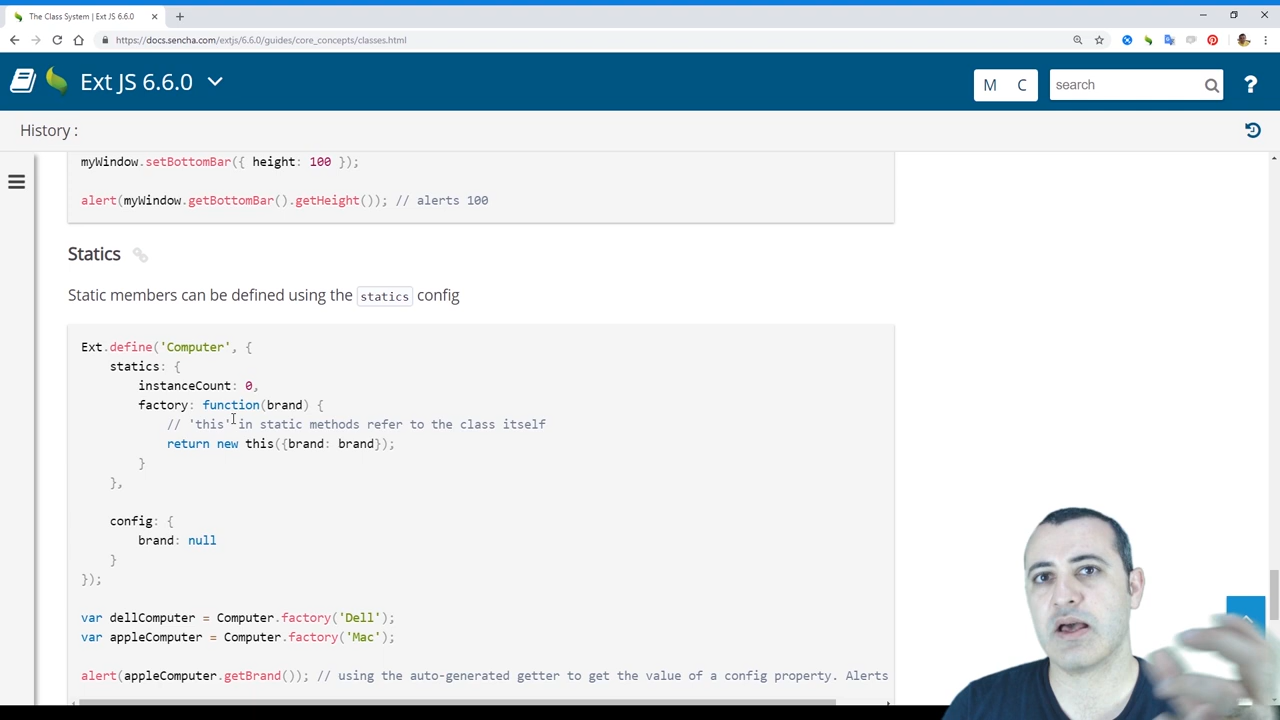 The Class System | Ext JS 6.6.0
https://docs.sencha.com/extjs/6.6.0/guides/core_concepts/classes.html
Ext JS 6.6.0
M C
search
?
History :
myWindow.setBottomBar({ height: 100 });
alert(myWindow.getBottomBar().getHeight()); // alerts 100
Statics
Static members can be defined using the statics config
Ext.define('Computer', {
statics: {
instanceCount: 0,
factory: function(brand) {
// 'this' in static methods refer to the class itself
return new this({brand: brand});
}
},
config: {
brand: null
}
});
var dellComputer = Computer.factory('Dell');
var appleComputer = Computer.factory('Mac');
alert(appleComputer.getBrand()); // using the auto-generated getter to get the value of a config property. Alerts